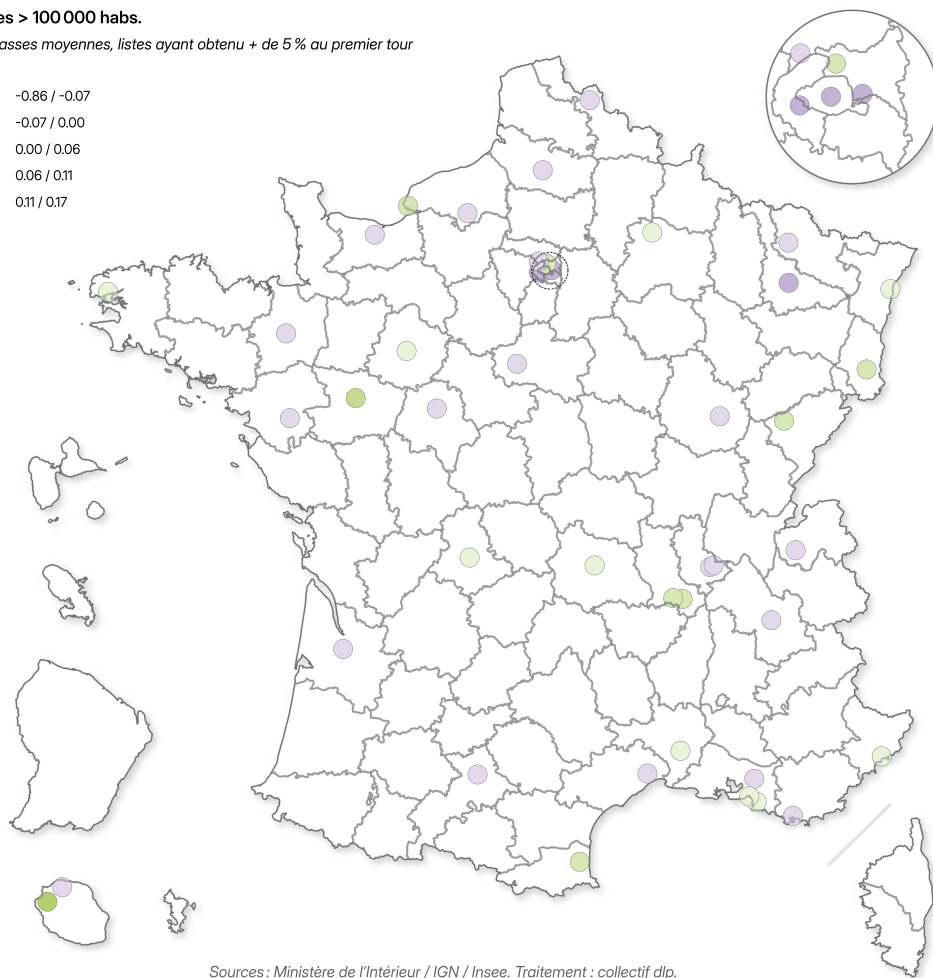 es > 100 000 habs.
asses moyennes, listes ayant obtenu + de 5 % au premier tour
-0.86 / -0.07
-0.07 / 0.00
0.00 / 0.06
0.06 / 0.11
0.11 / 0.17
Sources : Ministère de l'Intérieur / IGN / Insee. Traitement : collectif dlp.